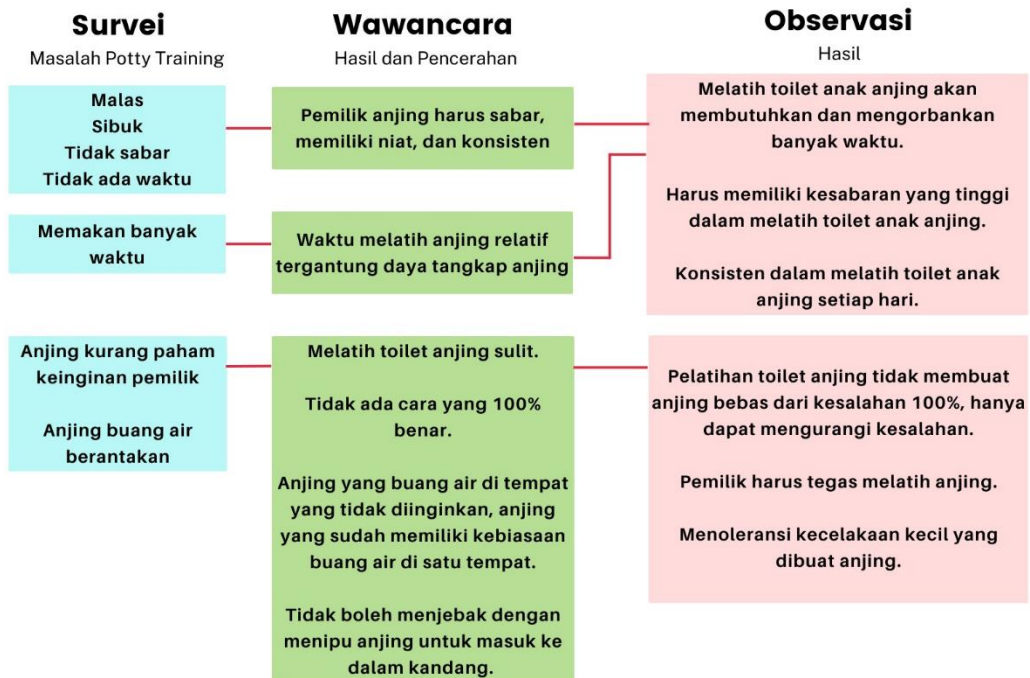 Survei
Masalah Potty Training
Malas
Sibuk
Tidak sabar
Tidak ada waktu
Memakan banyak
waktu
Anjing kurang paham
keinginan pemilik
Anjing buang air
berantakan
Wawancara
Hasil dan Pencerahan
Pemilik anjing harus sabar,
memiliki niat, dan konsisten
Waktu melatih anjing relatif
tergantung daya tangkap anjing
Melatih toilet anjing sulit.
Tidak ada cara yang 100%
benar.
Anjing yang buang air di tempat
yang tidak diinginkan, anjing
yang sudah memiliki kebiasaan
buang air di satu tempat.
Tidak boleh menjebak dengan
menipu anjing untuk masuk ke
dalam kandang.
Observasi
Hasil
Melatih toilet anak anjing akan
membutuhkan dan mengorbankan
banyak waktu.
Harus memiliki kesabaran yang tinggi
dalam melatih toilet anak anjing.
Konsisten dalam melatih toilet anak
anjing setiap hari.
Pelatihan toilet anjing tidak membuat
anjing bebas dari kesalahan 100%, hanya
dapat mengurangi kesalahan.
Pemilik harus tegas melatih anjing.
Menoleransi kecelakaan kecil yang
dibuat anjing.